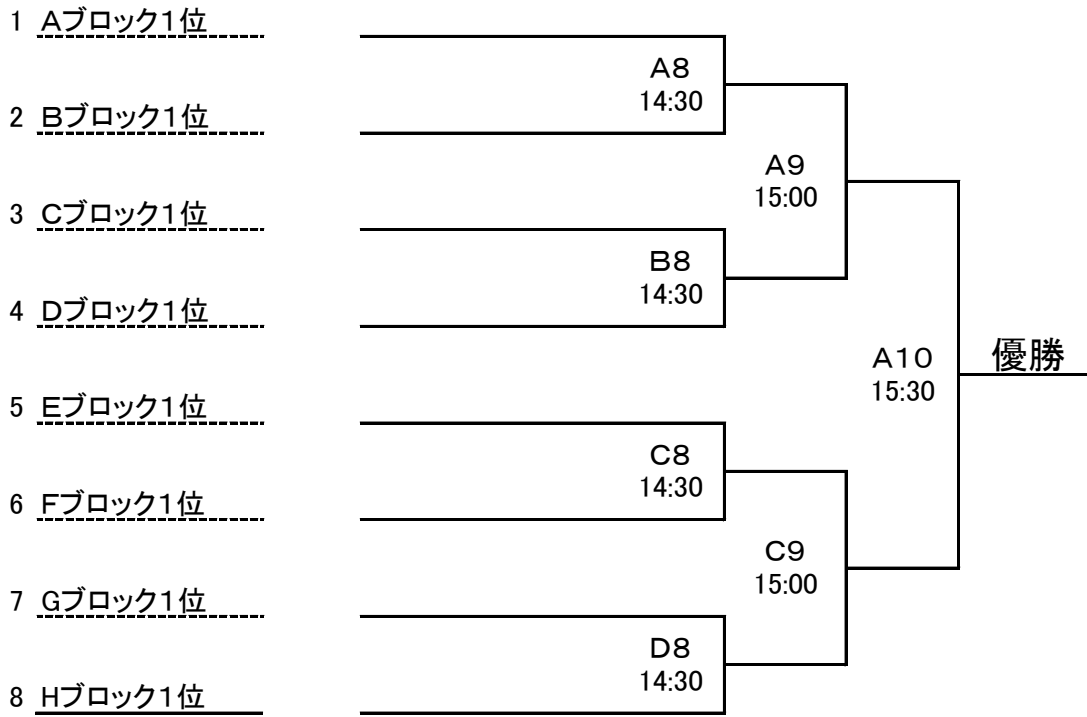 1 Aブロック1位
A8
14:30
2 Bブロック1位
A9
15:00
3 Cブロック1位
B8
14:30
4 Dブロック1位
A10
15:30
優勝
5 Eブロック1位
C8
14:30
6 Fブロック1位
C9
15:00
7 Gブロック1位
D8
14:30
8 Hブロック1位